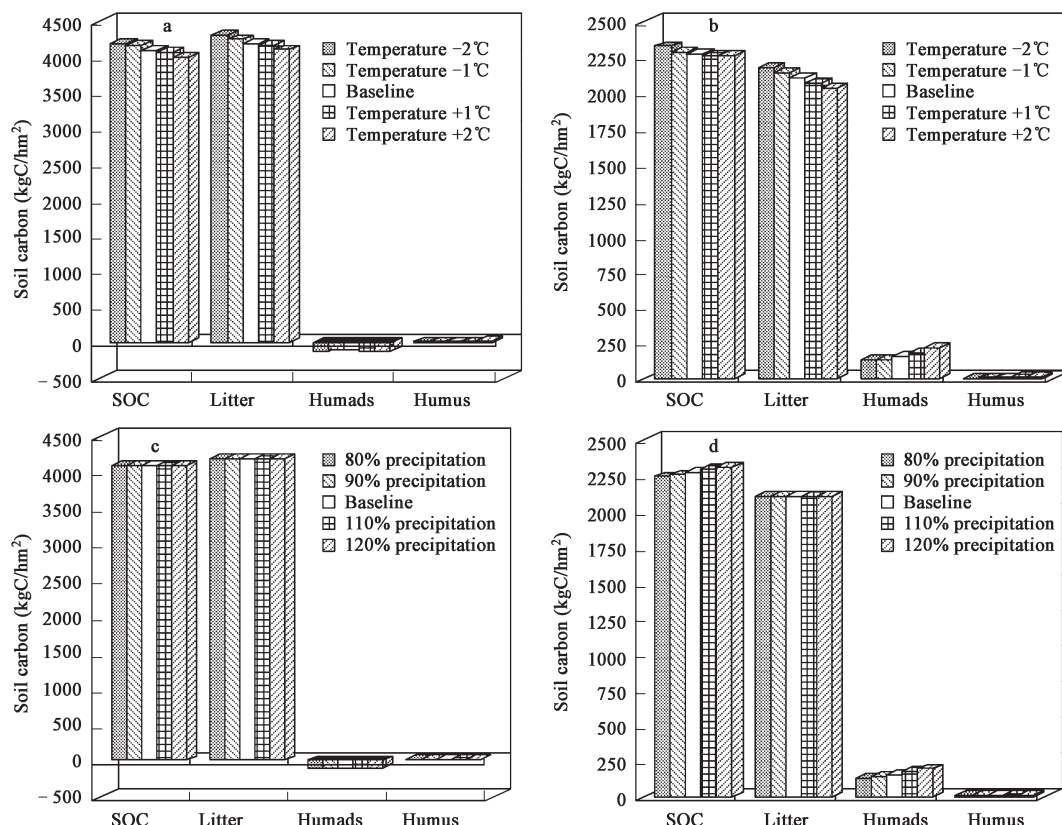 a
Soil carbon (kgC/hm²)
4500
4000
3500
3000
2500
2000
1500
1000
500
0
−500
Temperature −2℃
Temperature −1℃
Baseline
Temperature +1℃
Temperature +2℃
SOC Litter Humads Humus
b
Soil carbon (kgC/hm²)
2500
2250
2000
1750
1500
1250
1000
750
500
250
0
Temperature −2℃
Temperature −1℃
Baseline
Temperature +1℃
Temperature +2℃
SOC Litter Humads Humus
c
Soil carbon (kgC/hm²)
4500
4000
3500
3000
2500
2000
1500
1000
500
0
−500
80% precipitation
90% precipitation
Baseline
110% precipitation
120% precipitation
SOC Litter Humads Humus
d
Soil carbon (kgC/hm²)
2500
2250
2000
1750
1500
1250
1000
750
500
250
0
80% precipitation
90% precipitation
Baseline
110% precipitation
120% precipitation
SOC Litter Humads Humus